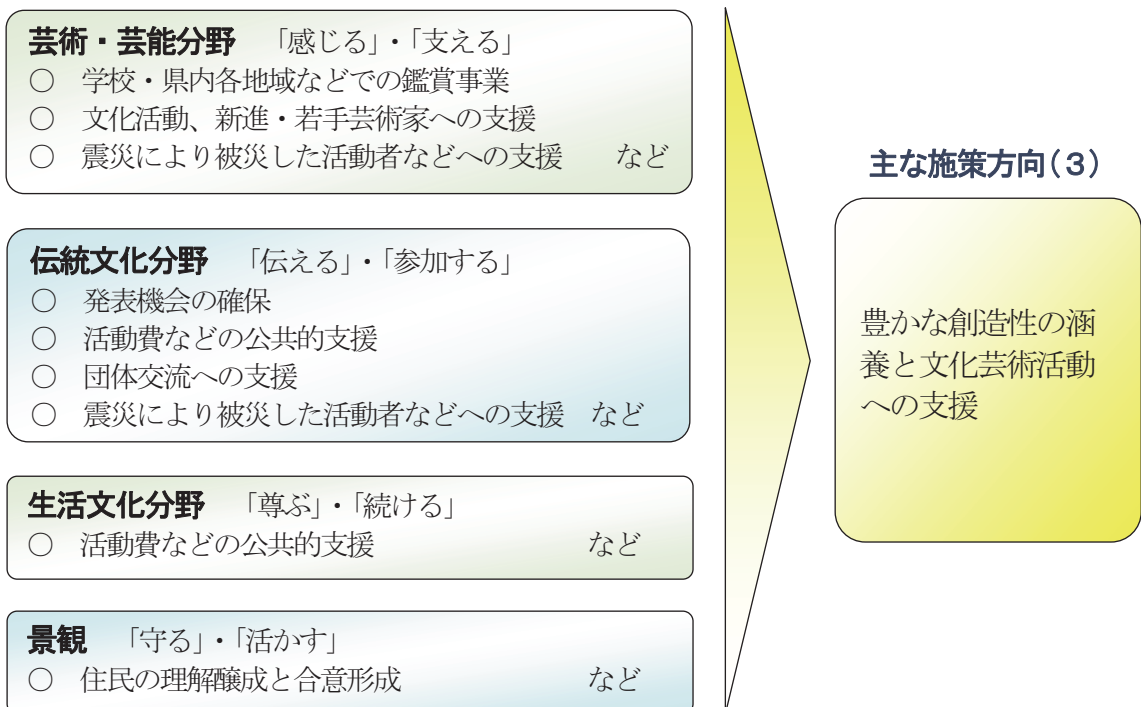 芸術・芸能分野　「感じる」・「支える」
○　学校・県内各地域などでの鑑賞事業
○　文化活動、新進・若手芸術家への支援
○　震災により被災した活動者などへの支援　　など
伝統文化分野　「伝える」・「参加する」
○　発表機会の確保
○　活動費などの公共的支援
○　団体交流への支援
○　震災により被災した活動者などへの支援　など
生活文化分野　「尊ぶ」・「続ける」
○　活動費などの公共的支援　　など
景観　「守る」・「活かす」
○　住民の理解醸成と合意形成　　など
主な施策方向（３）
豊かな創造性の涵
養と文化芸術活動
への支援